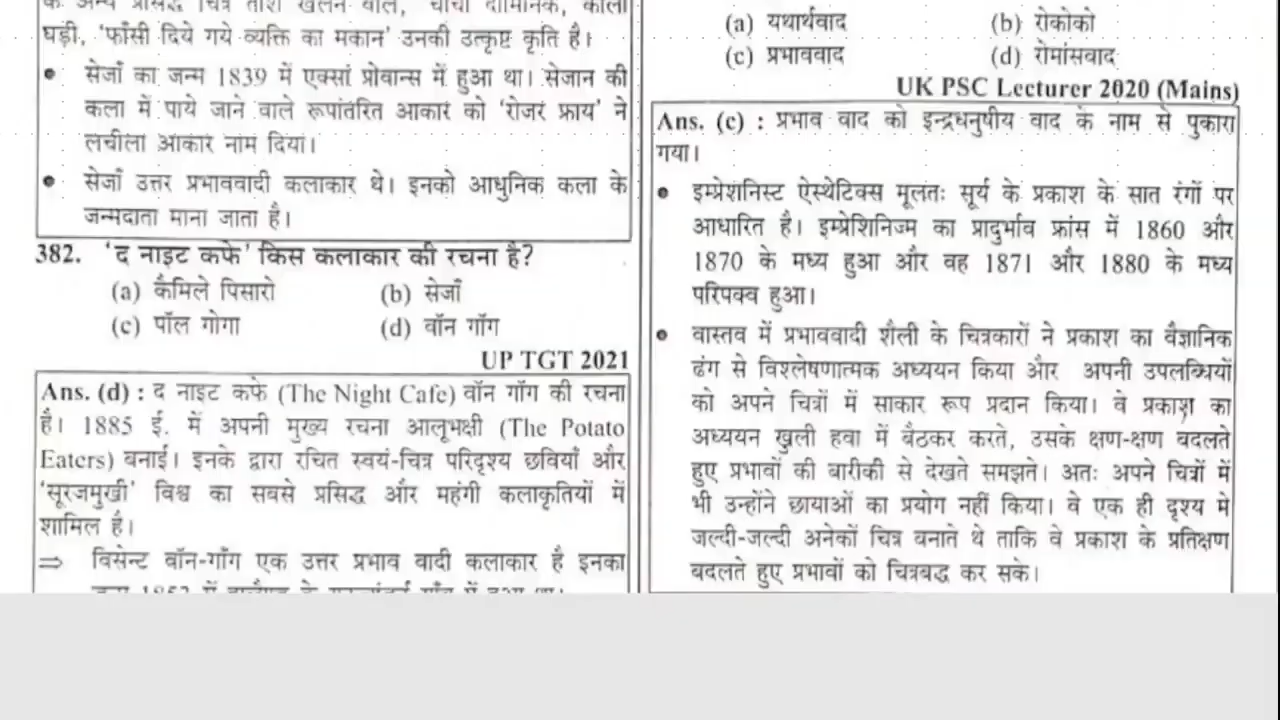 के अन्य प्रसिद्ध चित्र ताश खेलने वाले,
घड़ी, 'फाँसी दिये गये व्यक्ति का मकान' उनकी उत्कृष्ट कृति है।
• सेजाँ का जन्म 1839 में एक्सां प्रोवान्स में हुआ था। सेजान की
कला में पाये जाने वाले रूपांतरित आकार को 'रोजर फ्राय' ने
लचीला आकार नाम दिया।
• सेजाँ उत्तर प्रभाववादी कलाकार थे। इनको आधुनिक कला के
जन्मदाता माना जाता है।
382. 'द नाइट कफे' किस कलाकार की रचना है?
(a) कैमिले पिसारो (b) सेजाँ
(c) पॉल गोगा (d) वॉन गॉग
UP TGT 2021
Ans. (d) : द नाइट कफे (The Night Cafe) वॉन गॉग की रचना
है। 1885 ई. में अपनी मुख्य रचना आलूभक्षी (The Potato
Eaters) बनाई। इनके द्वारा रचित स्वयं-चित्र परिदृश्य छवियाँ और
'सूरजमुखी' विश्व का सबसे प्रसिद्ध और महंगी कलाकृतियों में
शामिल है।
⇒ विसेन्ट वॉन-गॉग एक उत्तर प्रभाव वादी कलाकार है इनका
(a) यथार्थवाद (b) रोकोको
(c) प्रभाववाद (d) रोमांसवाद
UK PSC Lecturer 2020 (Mains)
Ans. (c) : प्रभाव वाद को इन्द्रधनुषीय वाद के नाम से पुकारा
गया।
• इम्प्रेशनिस्ट ऐस्थेटिक्स मूलतः सूर्य के प्रकाश के सात रंगों पर
आधारित है। इम्प्रेशिनिज्म का प्रादुर्भाव फ्रांस में 1860 और
1870 के मध्य हुआ और वह 1871 और 1880 के मध्य
परिपक्व हुआ।
• वास्तव में प्रभाववादी शैली के चित्रकारों ने प्रकाश का वैज्ञानिक
ढंग से विश्लेषणात्मक अध्ययन किया और अपनी उपलब्धियों
को अपने चित्रों में साकार रूप प्रदान किया। वे प्रकाश का
अध्ययन खुली हवा में बैठकर करते, उसके क्षण-क्षण बदलते
हुए प्रभावों की बारीकी से देखते समझते। अतः अपने चित्रों में
भी उन्होंने छायाओं का प्रयोग नहीं किया। वे एक ही दृश्य मे
जल्दी-जल्दी अनेकों चित्र बनाते थे ताकि वे प्रकाश के प्रतिक्षण
बदलते हुए प्रभावों को चित्रबद्ध कर सके।